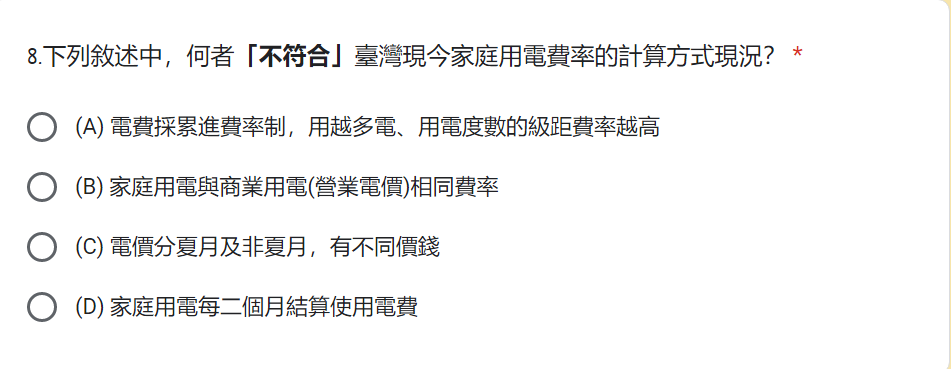 8.下列敘述中，何者「不符合」臺灣現今家庭用電費率的計算方式現況？ *
(A) 電費採累進費率制，用越多電、用電度數的級距費率越高
(B) 家庭用電與商業用電(營業電價)相同費率
(C) 電價分夏月及非夏月，有不同價錢
(D) 家庭用電每二個月結算使用電費